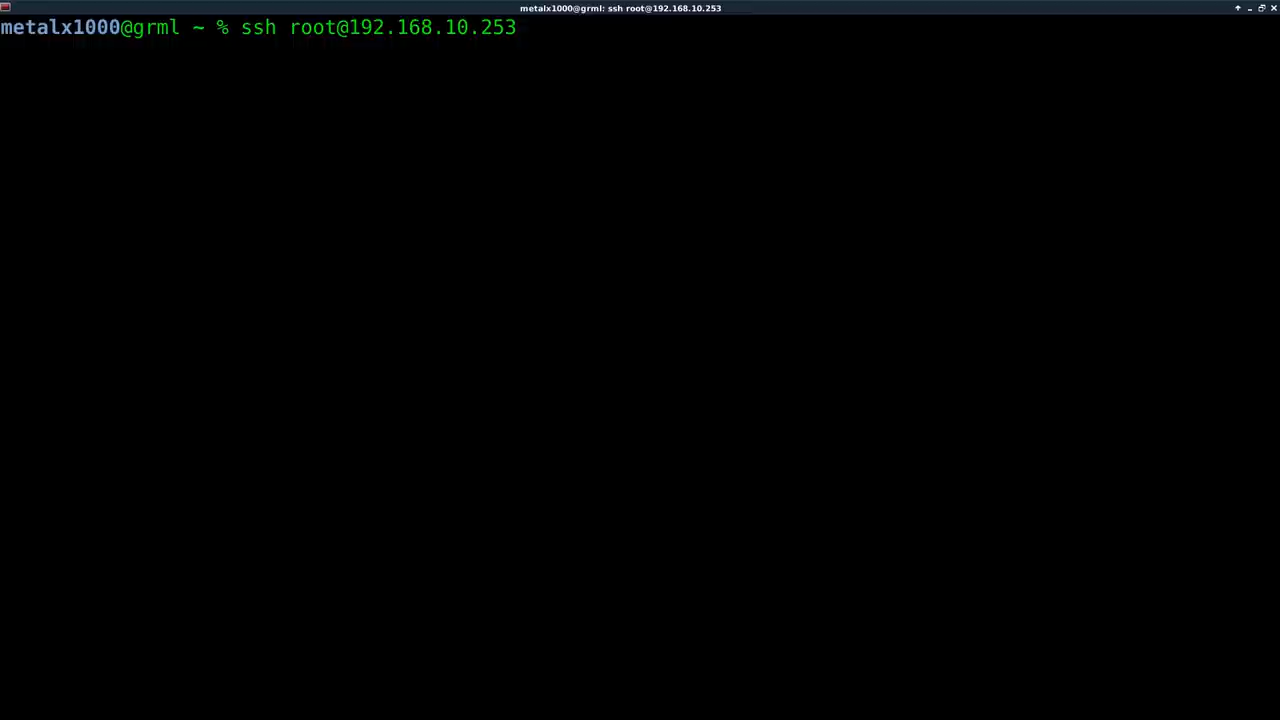 metalx1000@grml: ssh root@192.168.10.253
metalx1000@grml ~ % ssh root@192.168.10.253